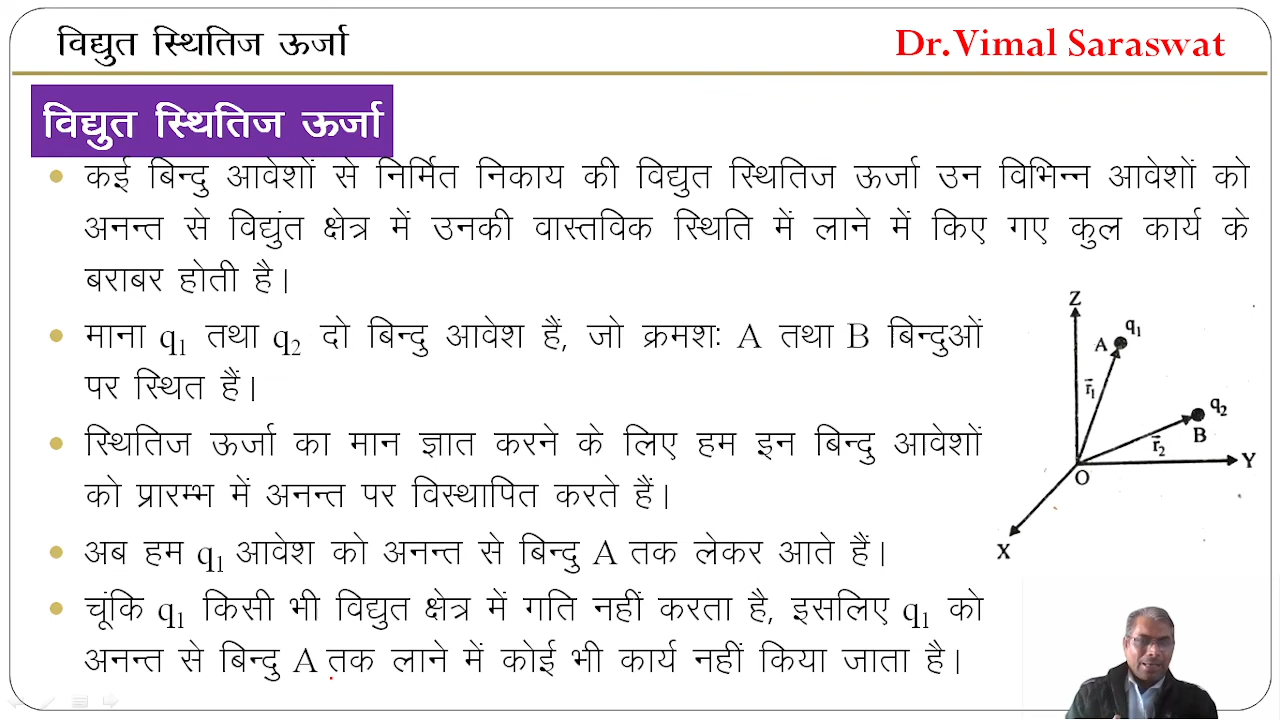 विद्युत स्थितिज ऊर्जा
Dr.Vimal Saraswat
विद्युत स्थितिज ऊर्जा
• कई बिन्दु आवेशों से निर्मित निकाय की विद्युत स्थितिज ऊर्जा उन विभिन्न आवेशों को
अनन्त से विद्युंत क्षेत्र में उनकी वास्तविक स्थिति में लाने में किए गए कुल कार्य के
बराबर होती है।
• माना q₁ तथा q₂ दो बिन्दु आवेश हैं, जो क्रमशः A तथा B बिन्दुओं
पर स्थित हैं।
• स्थितिज ऊर्जा का मान ज्ञात करने के लिए हम इन बिन्दु आवेशों
को प्रारम्भ में अनन्त पर विस्थापित करते हैं।
• अब हम q₁ आवेश को अनन्त से बिन्दु A तक लेकर आते हैं।
• चूंकि q₁ किसी भी विद्युत क्षेत्र में गति नहीं करता है, इसलिए q₁ को
अनन्त से बिन्दु A तक लाने में कोई भी कार्य नहीं किया जाता है।
Z
q₁
A
r⃗₁
q₂
B
r⃗₂
Y
O
X